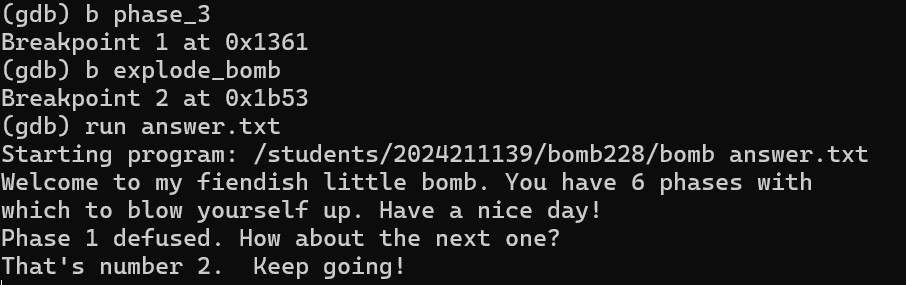 (gdb) b phase_3
Breakpoint 1 at 0x1361
(gdb) b explode_bomb
Breakpoint 2 at 0x1b53
(gdb) run answer.txt
Starting program: /students/2024211139/bomb228/bomb answer.txt
Welcome to my fiendish little bomb. You have 6 phases with
which to blow yourself up. Have a nice day!
Phase 1 defused. How about the next one?
That's number 2.  Keep going!